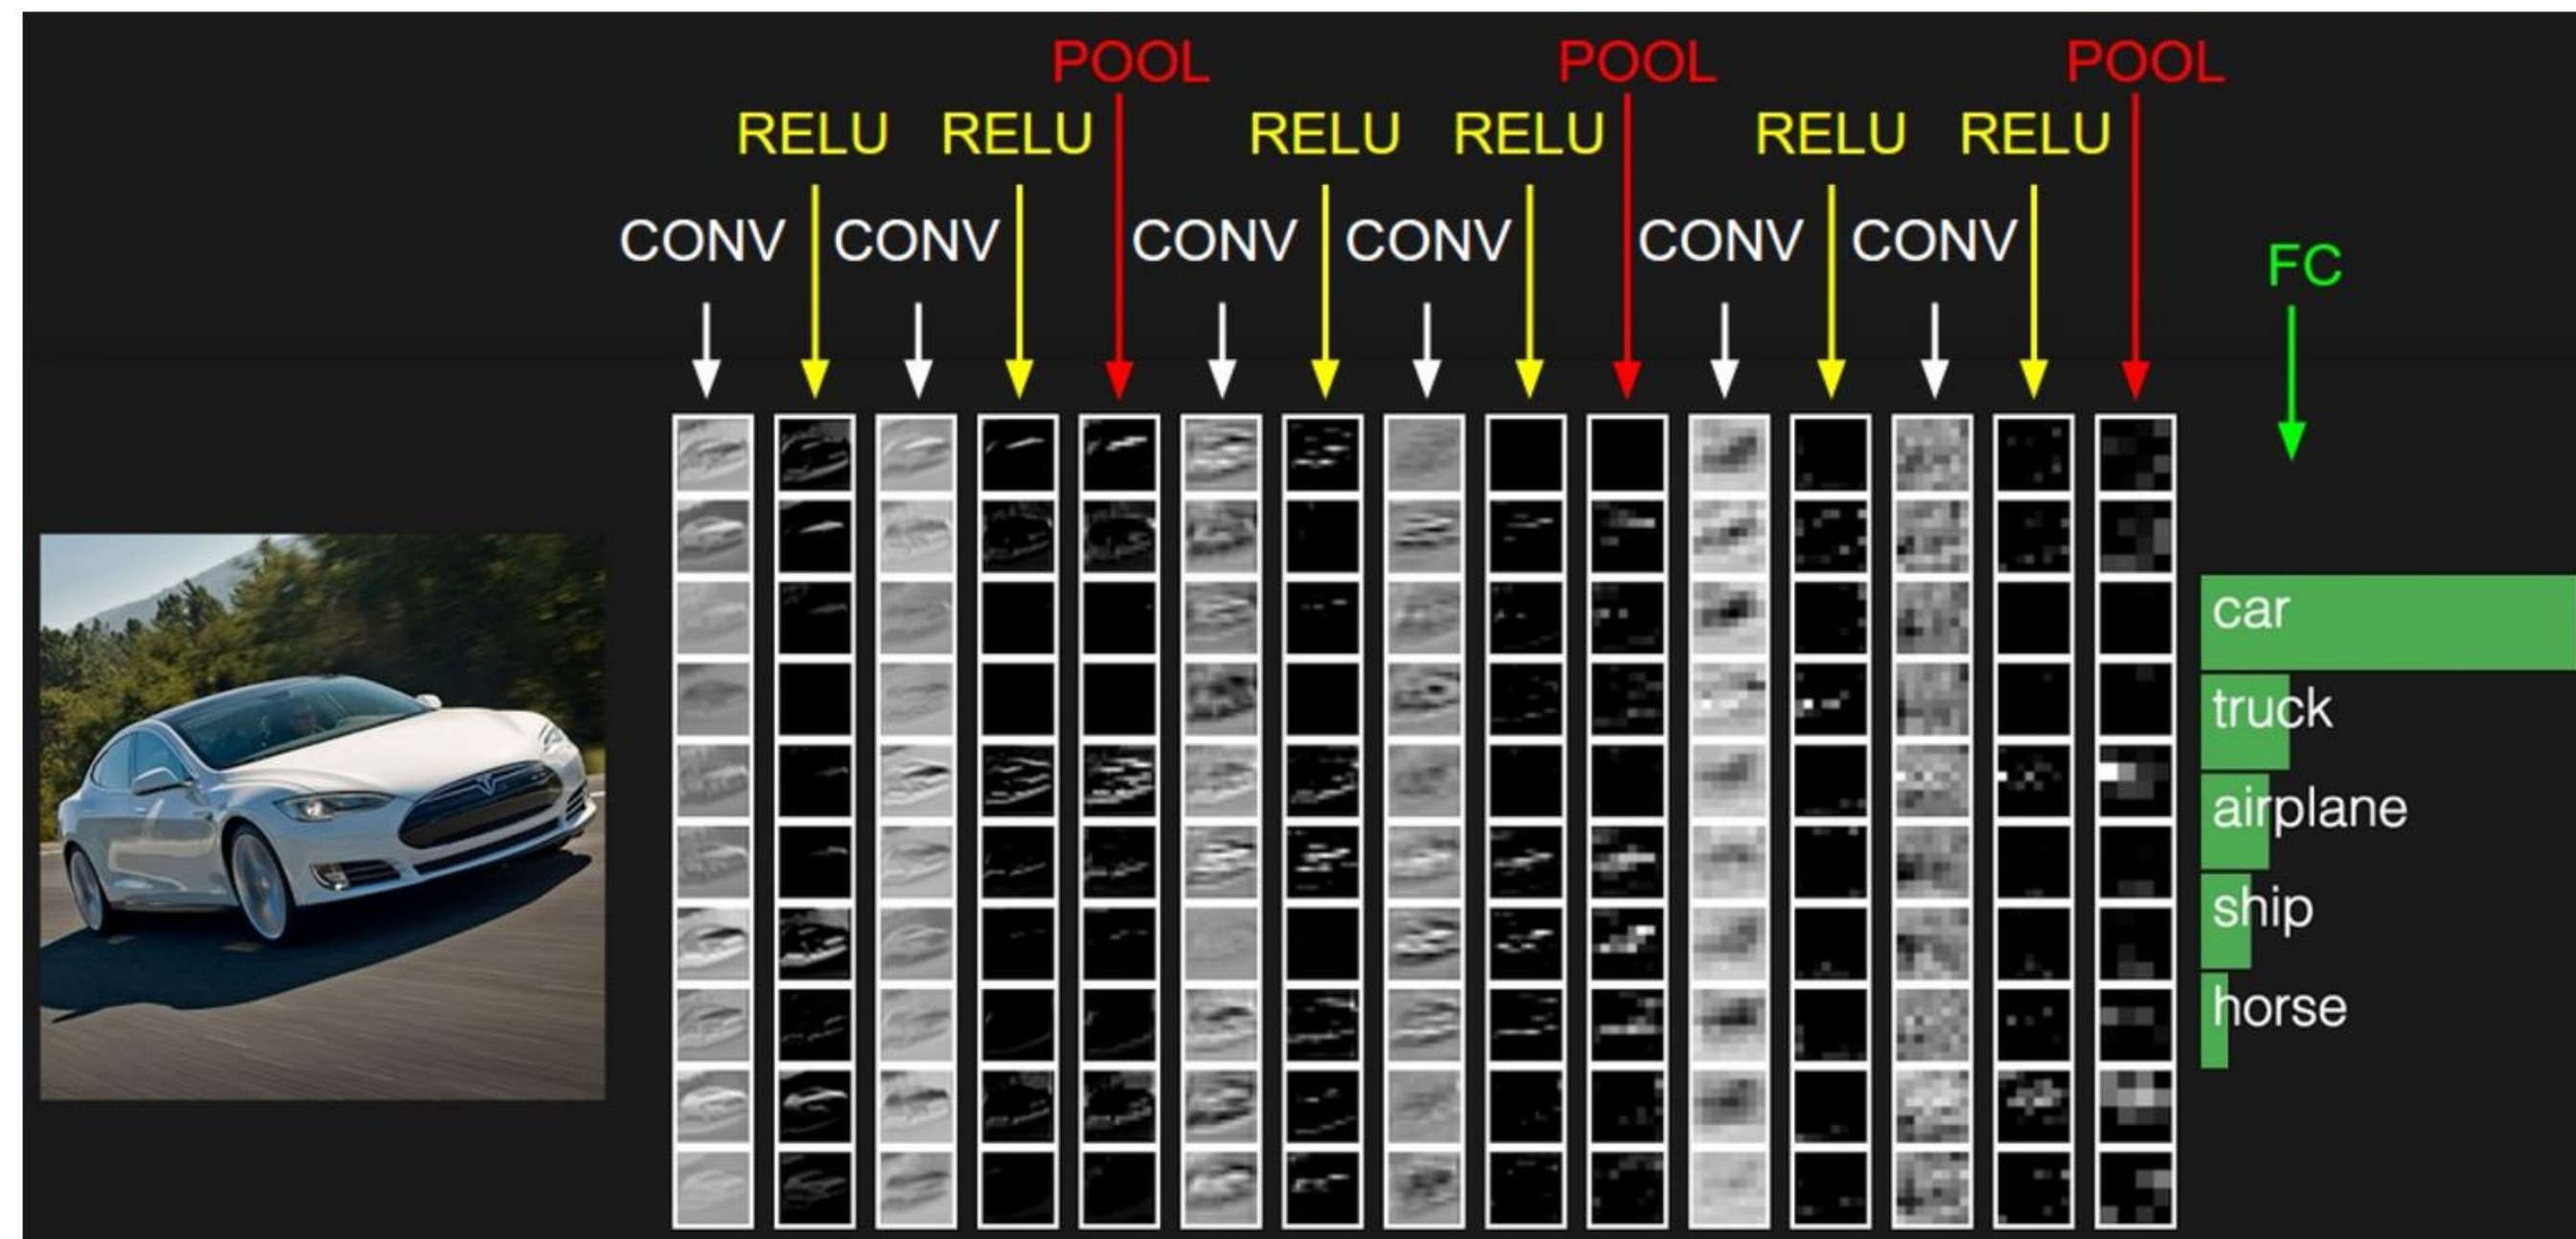 POOL POOL POOL
RELU RELU RELU RELU RELU RELU
CONV CONV CONV CONV CONV CONV
FC
car
truck
airplane
ship
horse